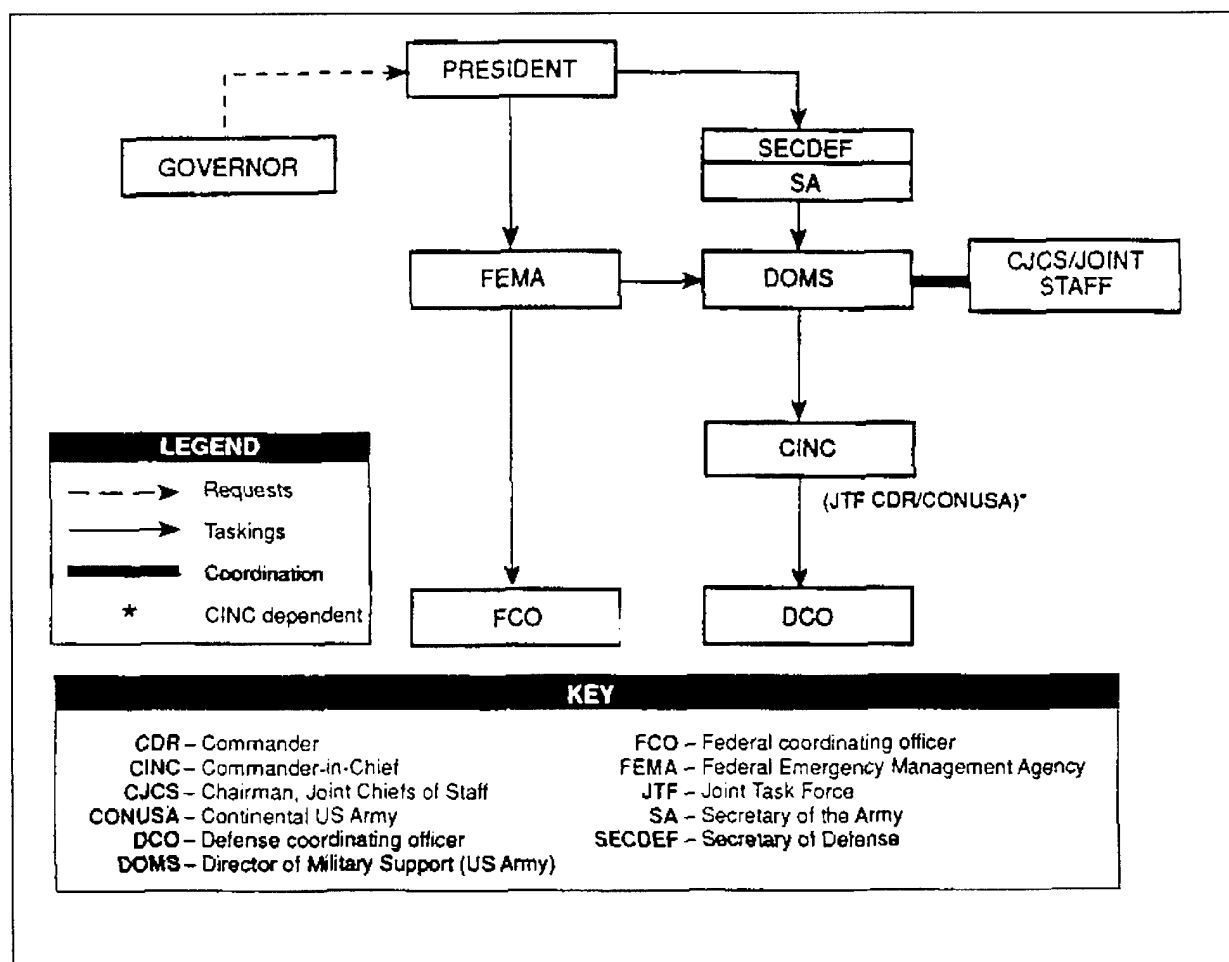 PRESIDENT
GOVERNOR
SECDEF
SA
FEMA
DOMS
CJCS/JOINT
STAFF
CINC
(JTF CDR/CONUSA)*
FCO
DCO
LEGEND
Requests
Taskings
Coordination
* CINC dependent
KEY
CDR – Commander
CINC – Commander-in-Chief
CJCS – Chairman, Joint Chiefs of Staff
CONUSA – Continental US Army
DCO – Defense coordinating officer
DOMS – Director of Military Support (US Army)
FCO – Federal coordinating officer
FEMA – Federal Emergency Management Agency
JTF – Joint Task Force
SA – Secretary of the Army
SECDEF – Secretary of Defense